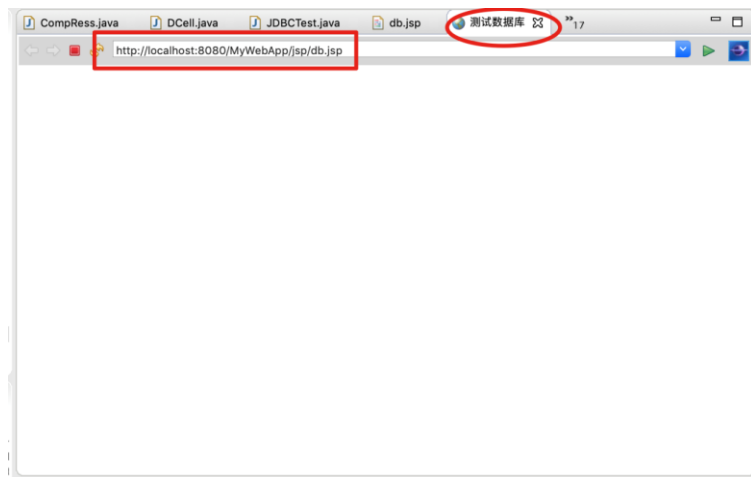 CompRess.java DCell.java JDBCTest.java db.jsp 测试数据库 »17
http://localhost:8080/MyWebApp/jsp/db.jsp